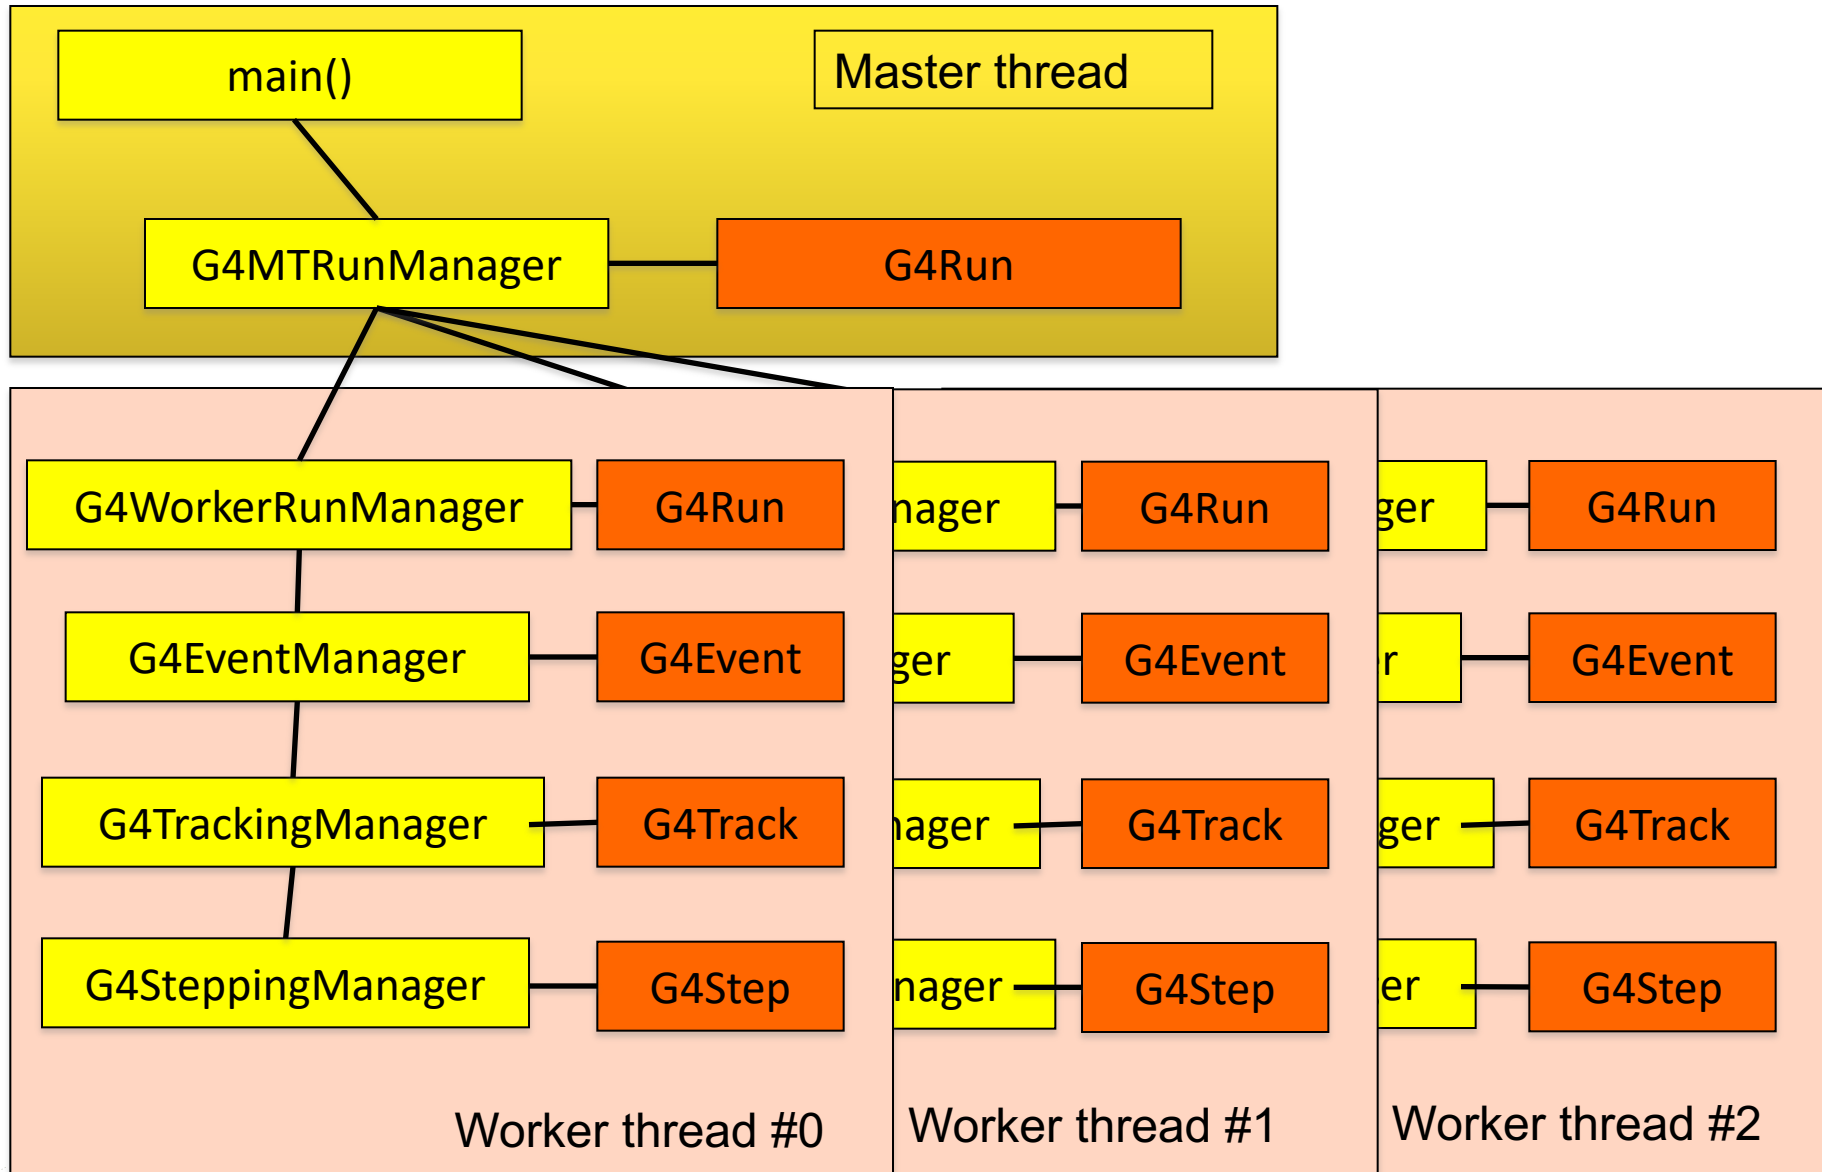 main()
Master thread
G4MTRunManager
G4Run
G4WorkerRunManager
G4Run
nager
G4Run
ger
G4Run
G4EventManager
G4Event
ger
G4Event
r
G4Event
G4TrackingManager
G4Track
nager
G4Track
ger
G4Track
G4SteppingManager
G4Step
nager
G4Step
er
G4Step
Worker thread #0
Worker thread #1
Worker thread #2